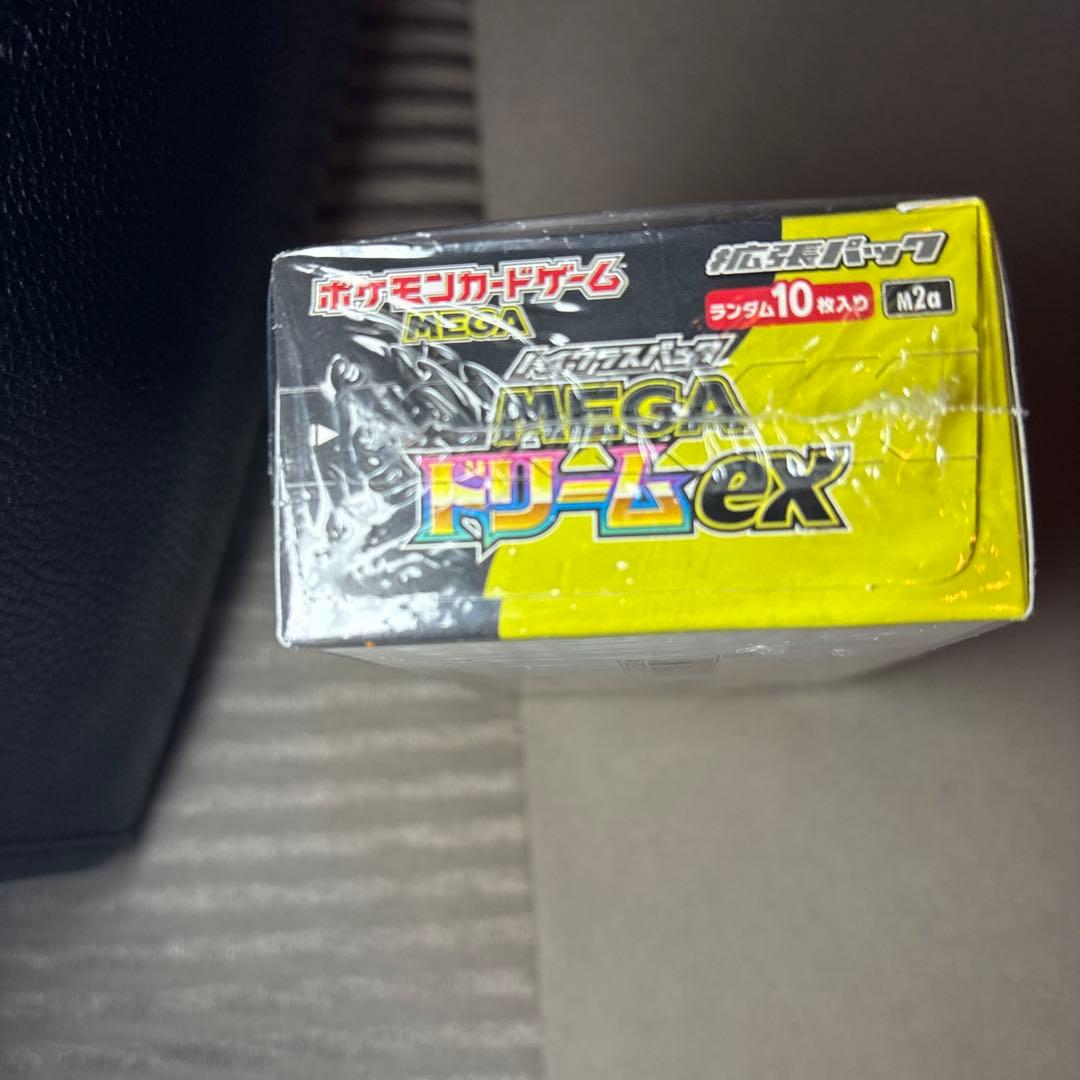 ポケモンカードゲーム
MEGA
拡張パック
ランダム10枚入り
M2a
ハイクラスパック
MEGA
ドリームex